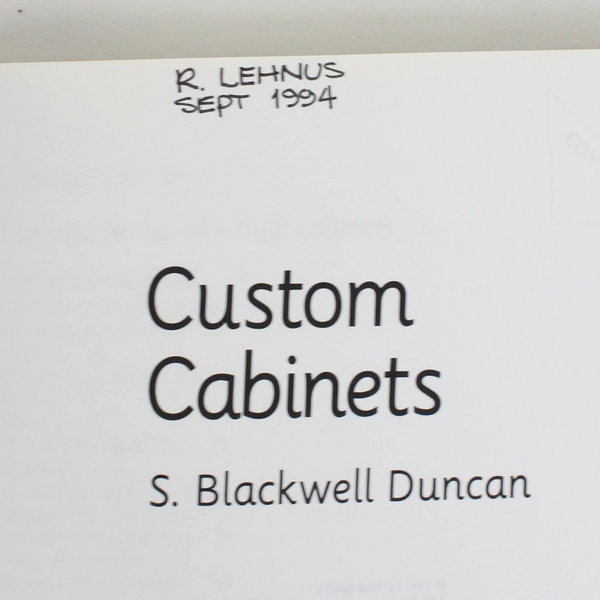 R. LEHNUS
SEPT 1994
Custom
Cabinets
S. Blackwell Duncan